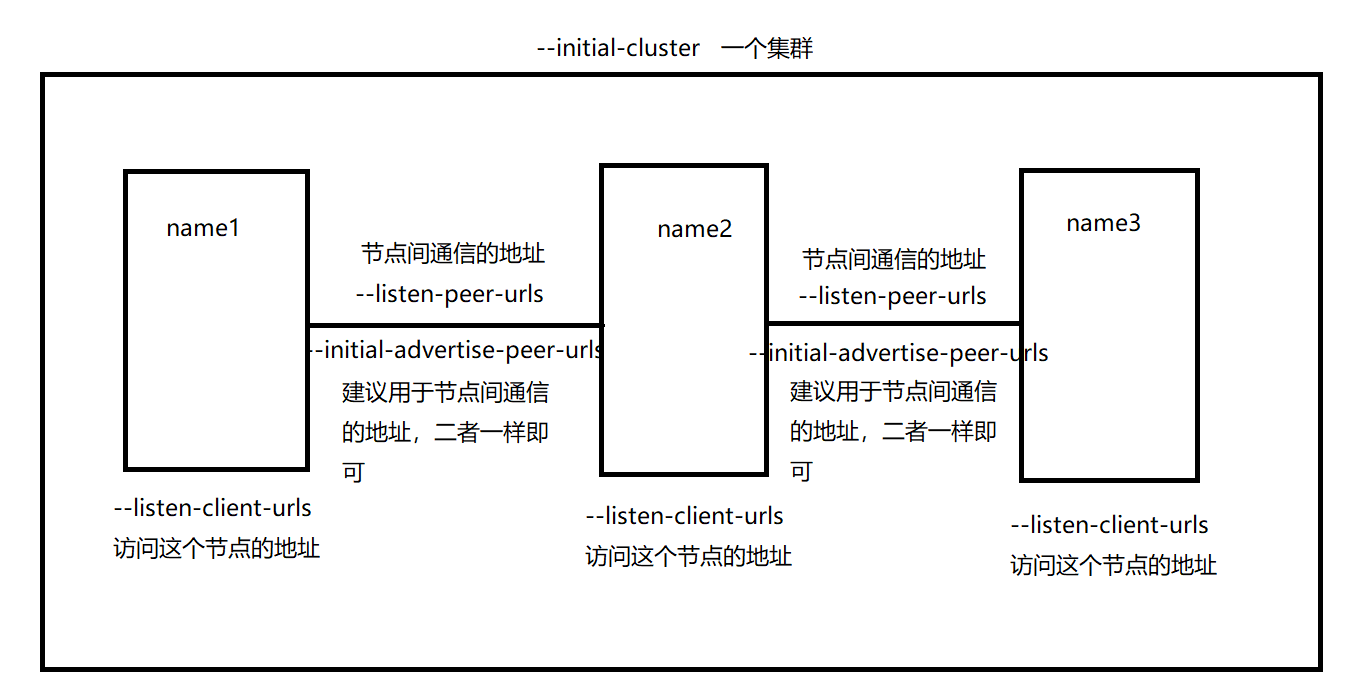 --initial-cluster 一个集群
name1
name2
name3
节点间通信的地址
--listen-peer-urls
--initial-advertise-peer-urls
建议用于节点间通信
的地址，二者一样即
可
节点间通信的地址
--listen-peer-urls
--initial-advertise-peer-urls
建议用于节点间通信
的地址，二者一样即
可
--listen-client-urls
访问这个节点的地址
--listen-client-urls
访问这个节点的地址
--listen-client-urls
访问这个节点的地址